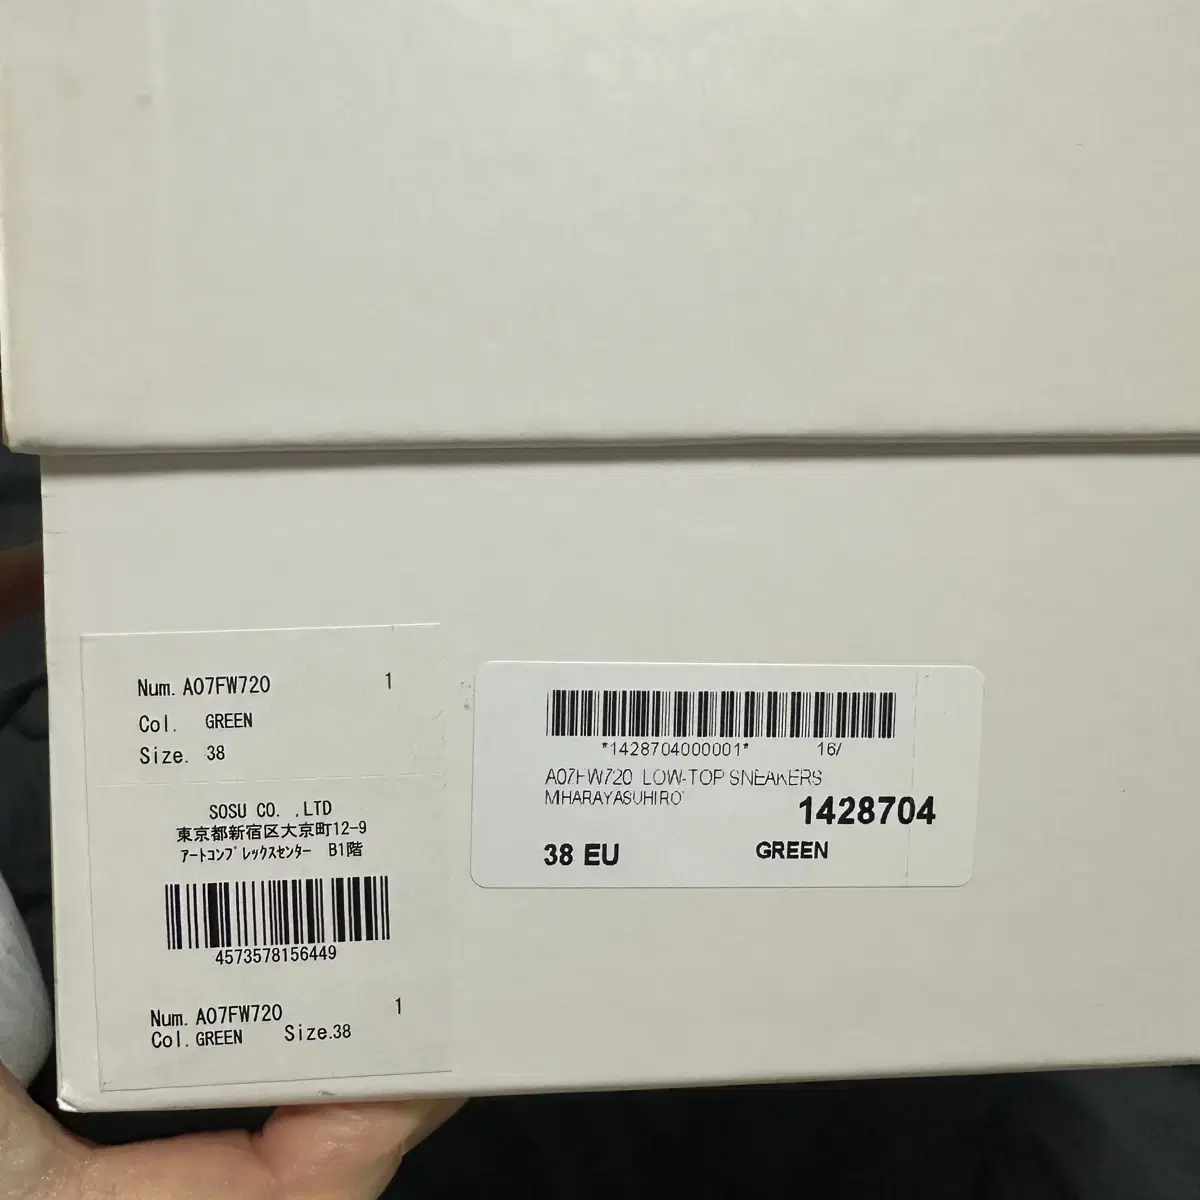 Num. A07FW720 1
Col. GREEN
Size. 38
SOSU CO. ,LTD
東京都新宿区大京町12-9
ｱｰﾄｺﾝﾌﾟﾚｯｸｽｾﾝﾀｰ B1階
4573578156449
Num. A07FW720 1
Col. GREEN Size.38
*1428704000001* 16/
A07FW720 LOW-TOP SNEAKERS
MIHARAYASUHIRO
1428704
38 EU GREEN